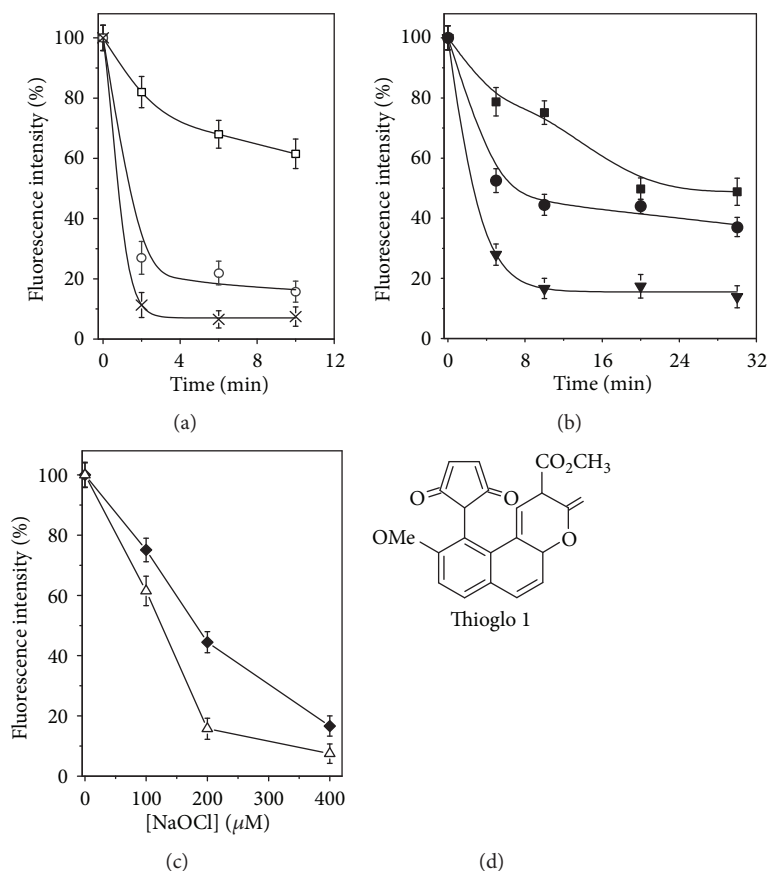 100
80
60
40
20
0
Fluorescence intensity (%)
0
4
8
12
Time (min)
(a)
100
80
60
40
20
0
Fluorescence intensity (%)
0
8
16
24
32
Time (min)
(b)
100
80
60
40
20
0
Fluorescence intensity (%)
0
100
200
300
400
[NaOCl] (μM)
(c)
CO₂CH₃
O
O
OMe
O
Thioglo 1
(d)